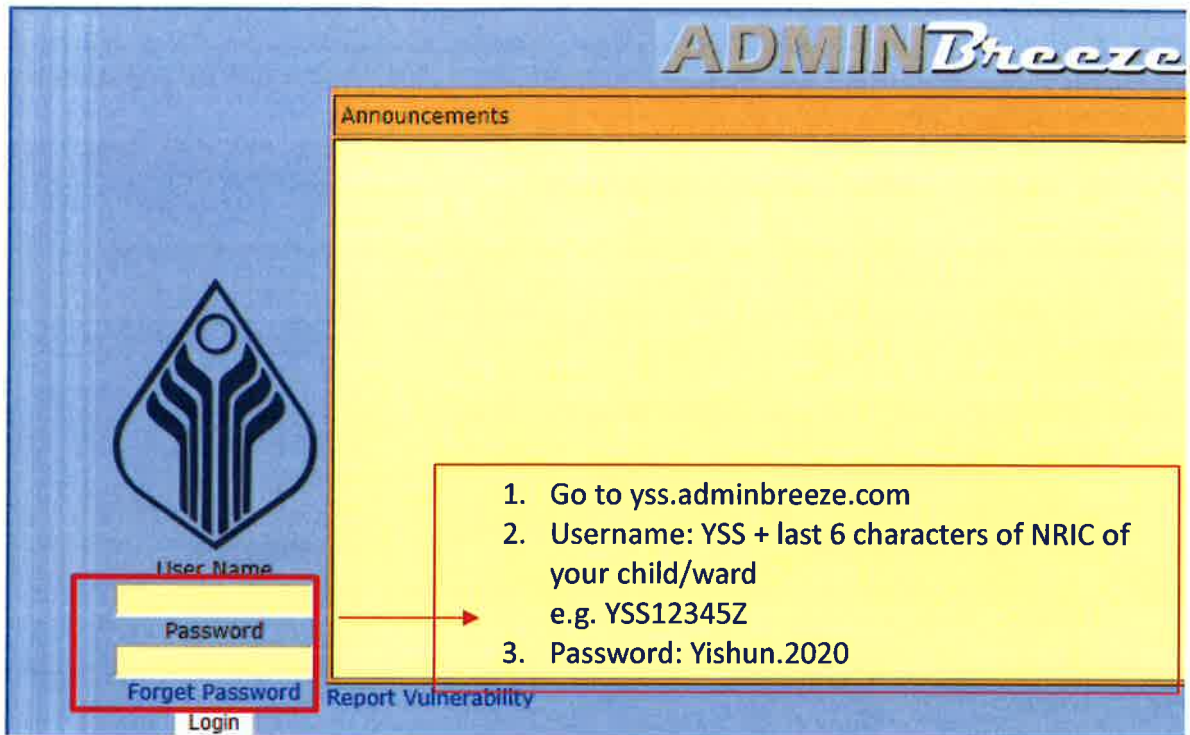 ADMINBreeze
Announcements
1. Go to yss.adminbreeze.com
2. Username: YSS + last 6 characters of NRIC of
your child/ward
e.g. YSS12345Z
3. Password: Yishun.2020
User Name
Password
Forget Password
Report Vulnerability
Login